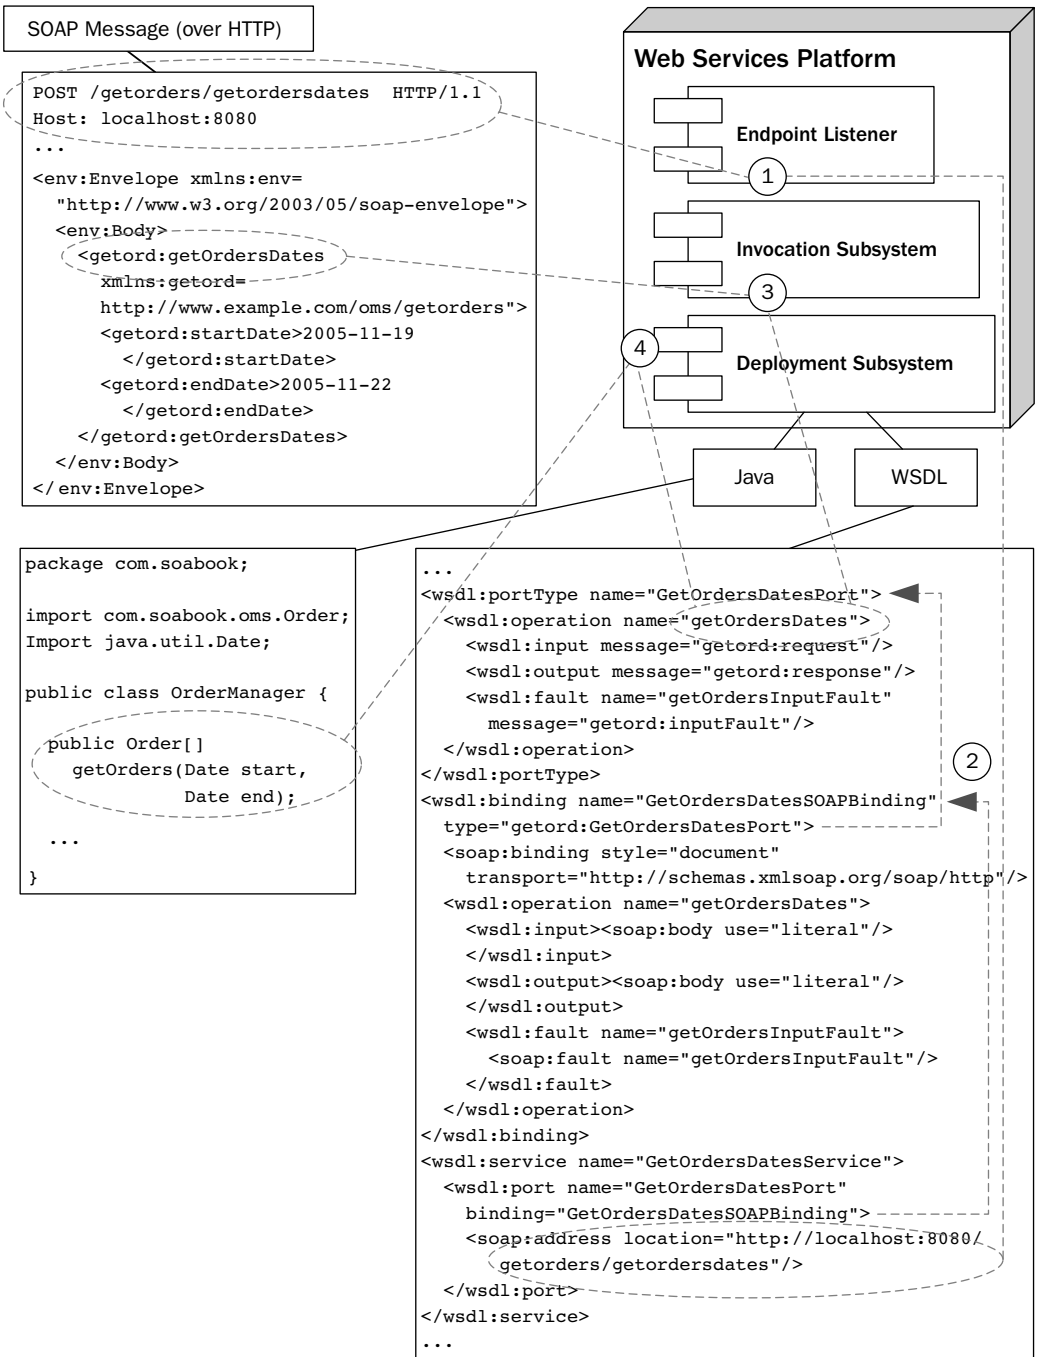 SOAP Message (over HTTP)
POST /getorders/getordersdates  HTTP/1.1
Host: localhost:8080
...
<env:Envelope xmlns:env=
"http://www.w3.org/2003/05/soap-envelope">
<env:Body>
<getord:getOrdersDates
xmlns:getord=
http://www.example.com/oms/getorders">
<getord:startDate>2005-11-19
</getord:startDate>
<getord:endDate>2005-11-22
</getord:endDate>
</getord:getOrdersDates>
</env:Body>
</env:Envelope>
Web Services Platform
Endpoint Listener
1
Invocation Subsystem
3
4
Deployment Subsystem
Java
WSDL
package com.soabook;
import com.soabook.oms.Order;
Import java.util.Date;
public class OrderManager {
public Order[]
getOrders(Date start,
Date end);
...
}
...
<wsdl:portType name="GetOrdersDatesPort">
<wsdl:operation name="getOrdersDates">
<wsdl:input message="getord:request"/>
<wsdl:output message="getord:response"/>
<wsdl:fault name="getOrdersInputFault"
message="getord:inputFault"/>
</wsdl:operation>
</wsdl:portType>
2
<wsdl:binding name="GetOrdersDatesSOAPBinding"
type="getord:GetOrdersDatesPort">
<soap:binding style="document"
transport="http://schemas.xmlsoap.org/soap/http"/>
<wsdl:operation name="getOrdersDates">
<wsdl:input><soap:body use="literal"/>
</wsdl:input>
<wsdl:output><soap:body use="literal"/>
</wsdl:output>
<wsdl:fault name="getOrdersInputFault">
<soap:fault name="getOrdersInputFault"/>
</wsdl:fault>
</wsdl:operation>
</wsdl:binding>
<wsdl:service name="GetOrdersDatesService">
<wsdl:port name="GetOrdersDatesPort"
binding="GetOrdersDatesSOAPBinding">
<soap:address location="http://localhost:8080/
getorders/getordersdates"/>
</wsdl:port>
</wsdl:service>
...